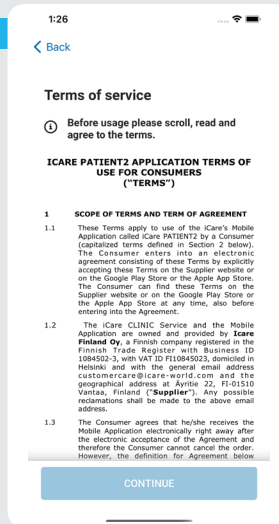 1:26
Back
Terms of service
Before usage please scroll, read and
agree to the terms.
ICARE PATIENT2 APPLICATION TERMS OF
USE FOR CONSUMERS
("TERMS")
1 SCOPE OF TERMS AND TERM OF AGREEMENT
1.1 These Terms apply to use of the iCare's Mobile
Application called iCare PATIENT2 by a Consumer
(capitalized terms defined in Section 2 below).
The Consumer enters into an electronic
agreement consisting of these Terms by explicitly
accepting these Terms on the Supplier website or
on the Google Play Store or the Apple App Store.
The Consumer can find these Terms on the
Supplier website or on the Google Play Store or
the Apple App Store at any time, also before
entering into the Agreement.
1.2 The iCare CLINIC Service and the Mobile
Application are owned and provided by Icare
Finland Oy, a Finnish company registered in the
Finnish Trade Register with Business ID
1084502-3, with VAT ID FI10845023, domiciled in
Helsinki and with the general email address
customercare@icare-world.com and the
geographical address at Äyritie 22, FI-01510
Vantaa, Finland ("Supplier"). Any possible
reclamations shall be made to the above email
address.
1.3 The Consumer agrees that he/she receives the
Mobile Application electronically right away after
the electronic acceptance of the Agreement and
therefore the Consumer cannot cancel the order.
However, the definition for Agreement below
CONTINUE